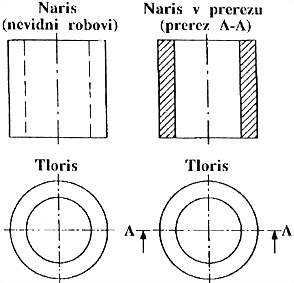 Naris
(nevidni robovi)
Naris v prerezu
(prerez A-A)
Tloris
Tloris
A
A